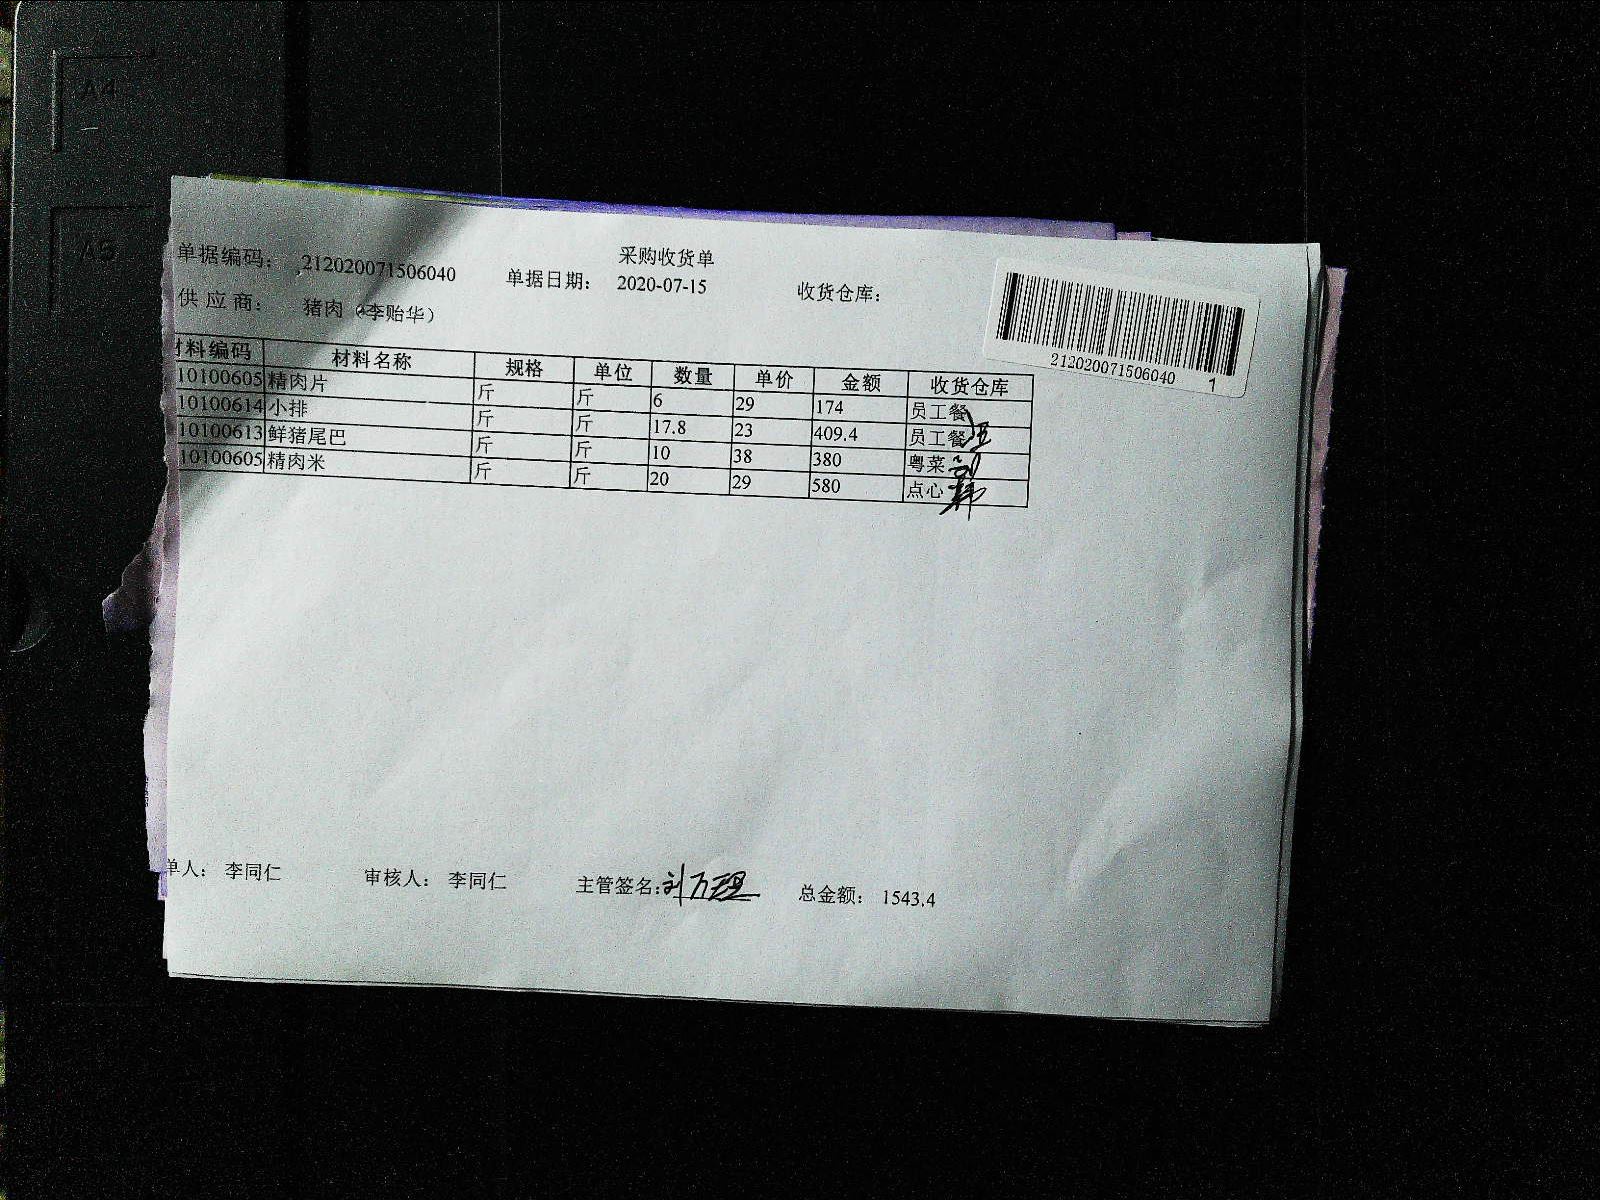 采购收货单
单据编码： 212020071506040 单据日期： 2020-07-15 收货仓库：
供应商： 猪肉（李贻华）
212020071506040 1
材料编码 材料名称 规格 单位 数量 单价 金额 收货仓库
10100605 精肉片 斤 斤 6 29 174 员工餐
10100614 小排 斤 斤 17.8 23 409.4 员工餐
10100613 鲜猪尾巴 斤 斤 10 38 380 粤菜
10100605 精肉米 斤 斤 20 29 580 点心
单人： 李同仁 审核人： 李同仁 主管签名： 总金额： 1543.4
A4
A5